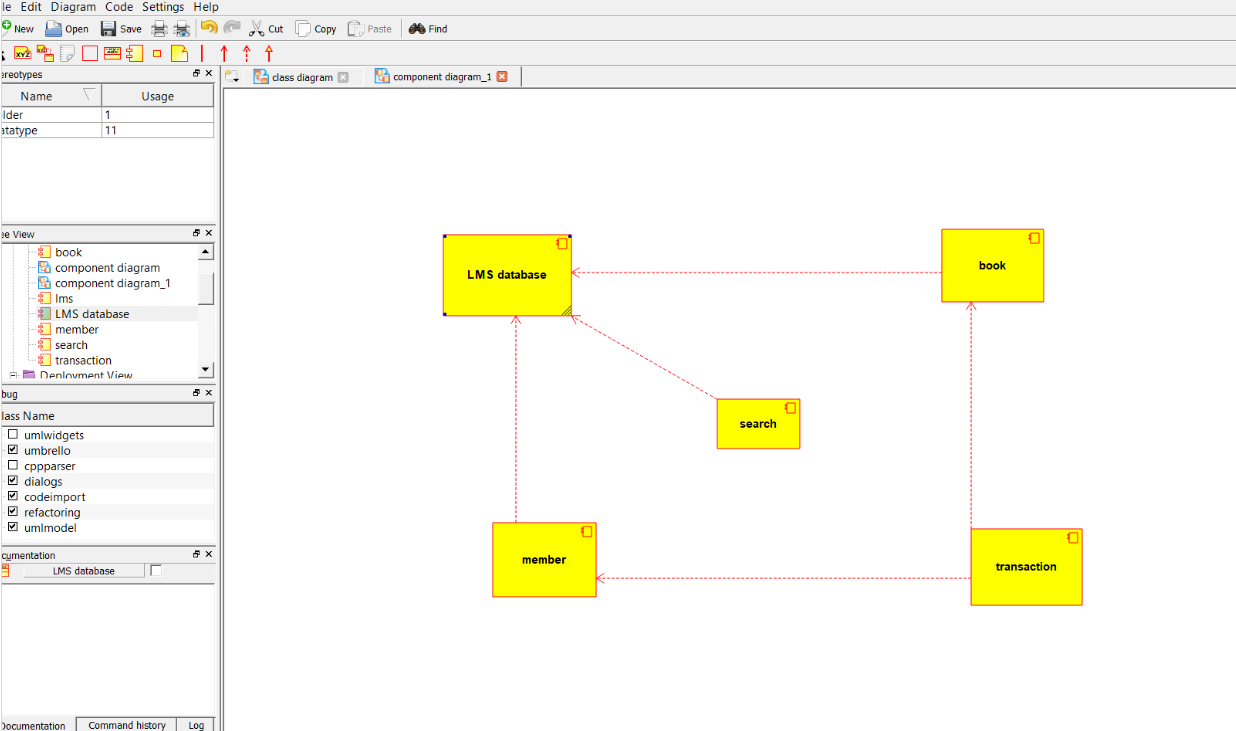 le Edit Diagram Code Settings Help
New Open Save Cut Copy Paste Find
XYZ
ereotypes
class diagram component diagram_1
Name Usage
lder 1
atatype 11
ee View
book
component diagram
component diagram_1
lms
LMS database
member
search
transaction
Deployment View
bug
lass Name
umlwidgets
umbrello
cppparser
dialogs
codeimport
refactoring
umlmodel
cumentation
LMS database
Documentation Command history Log
LMS database
book
search
member
transaction